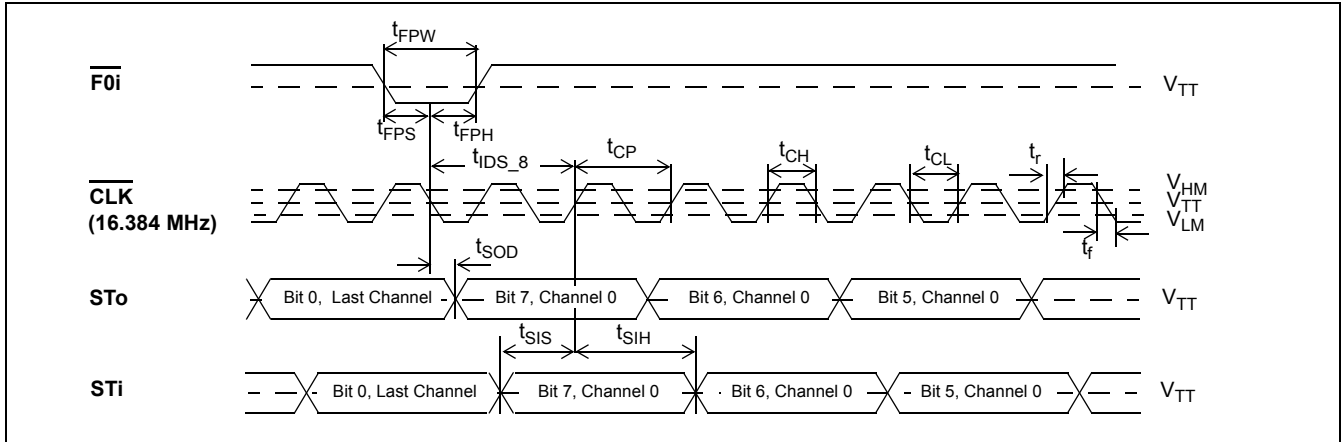 tFPW
F0i
VTT
tFPS
tFPH
tIDS_8
tCP
tCH
tCL
tr
CLK
(16.384 MHz)
VHM
VTT
VLM
tf
tSOD
STo
Bit 0, Last Channel
Bit 7, Channel 0
Bit 6, Channel 0
Bit 5, Channel 0
VTT
tSIS
tSIH
STi
Bit 0, Last Channel
Bit 7, Channel 0
Bit 6, Channel 0
Bit 5, Channel 0
VTT